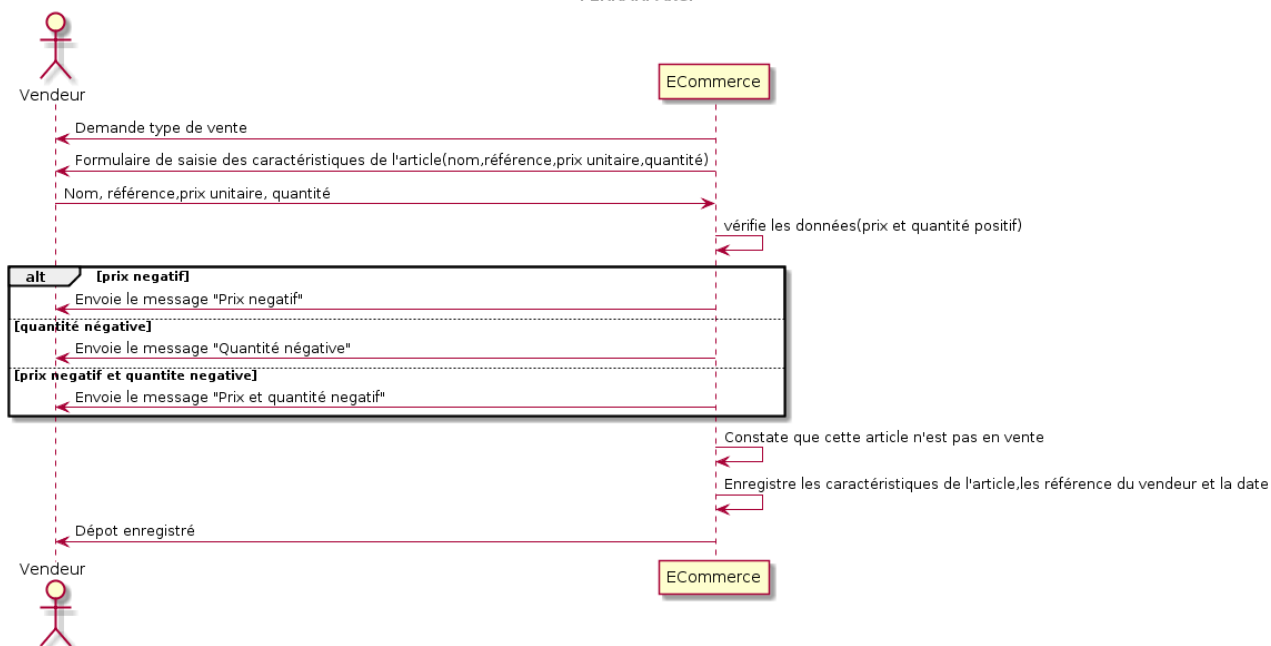 Vendeur
ECommerce
Demande type de vente
Formulaire de saisie des caractéristiques de l'article(nom,référence,prix unitaire,quantité)
Nom, référence,prix unitaire, quantité
vérifie les données(prix et quantité positif)
alt [prix negatif]
Envoie le message "Prix negatif"
[quantité négative]
Envoie le message "Quantité négative"
[prix negatif et quantite negative]
Envoie le message "Prix et quantité negatif"
Constate que cette article n'est pas en vente
Enregistre les caractéristiques de l'article,les référence du vendeur et la date
Dépot enregistré
Vendeur
ECommerce